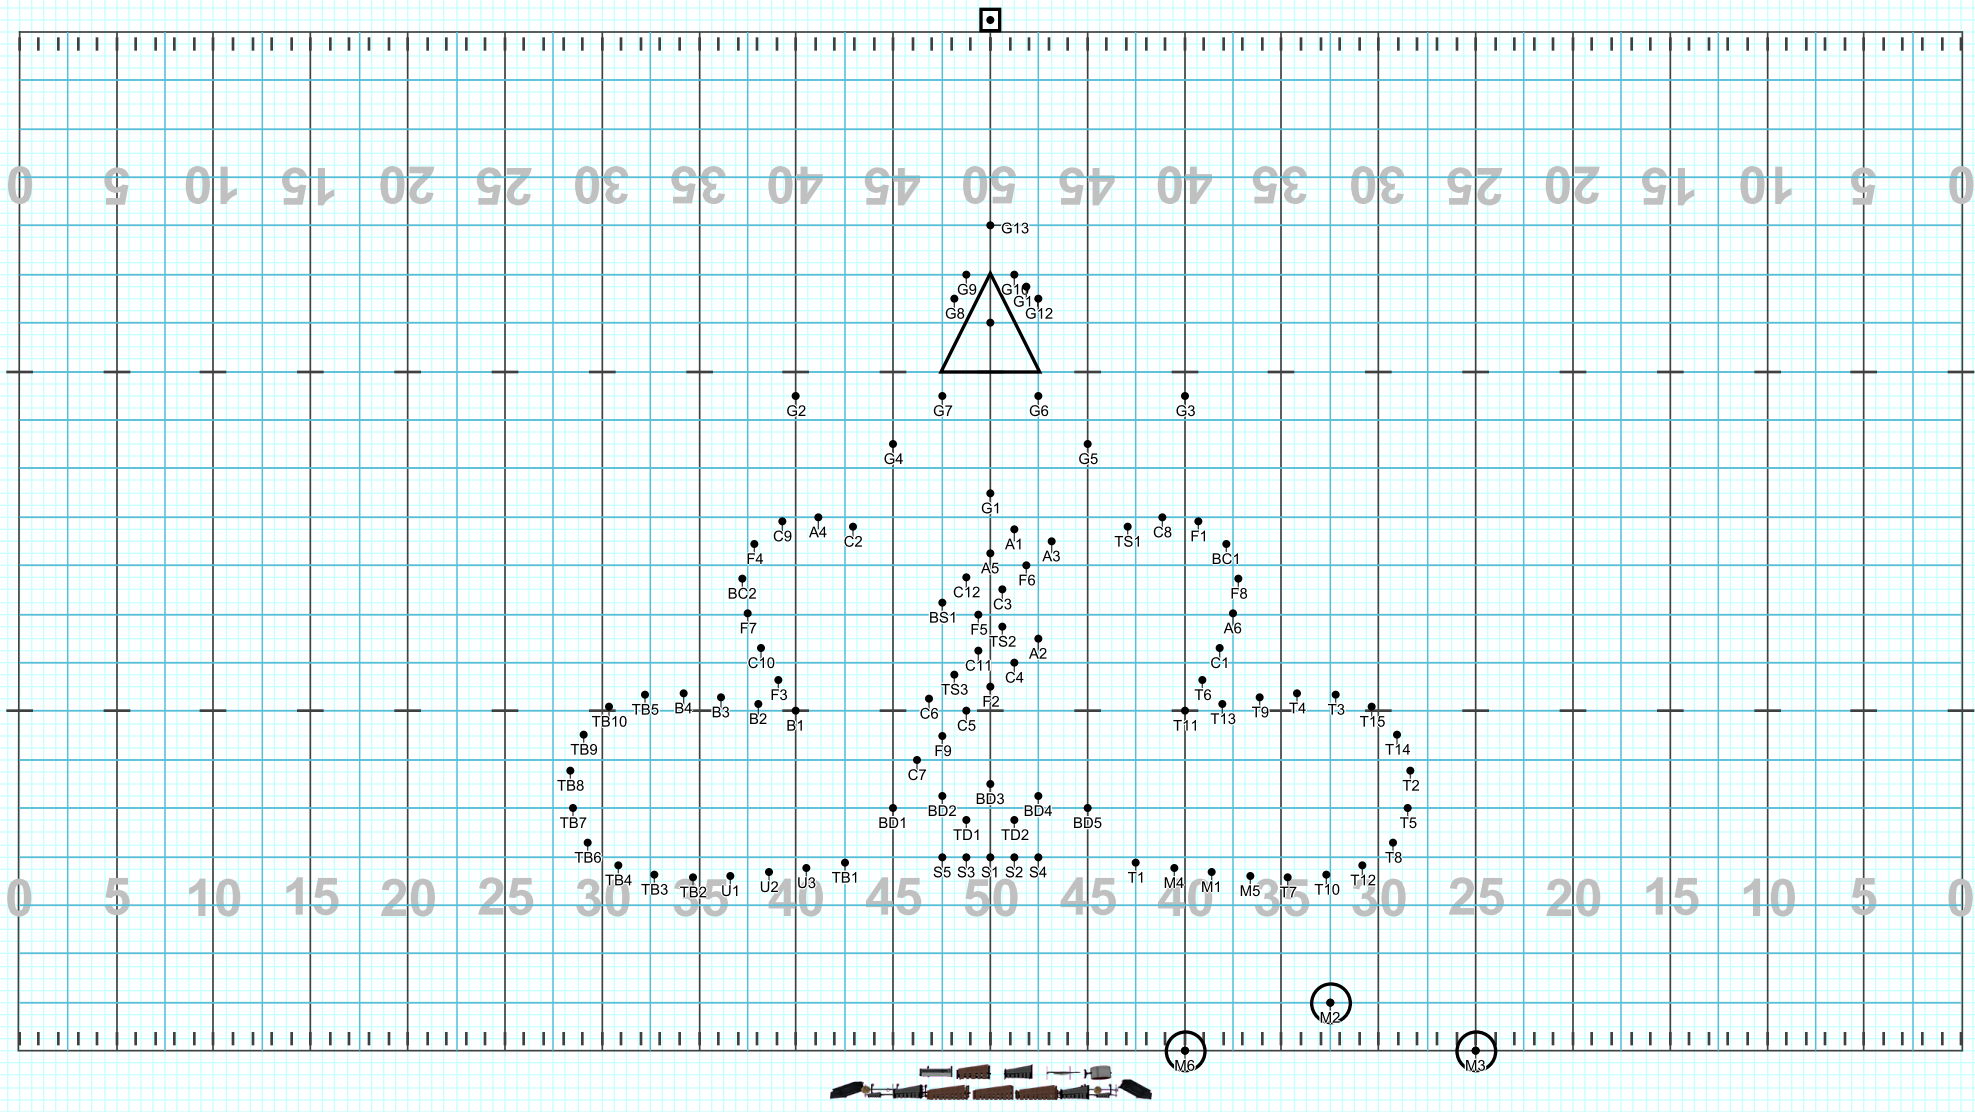 0 5 10 15 20 25 30 35 40 45 50 45 40 35 30 25 20 15 10 5 0
G13
G9 G10
G1
G8 G12
G2 G7 G6 G3
G4 G5
G1
C9 A4 C2 A1 TS1 C8 F1
F4 A5 A3 BC1
BC2 C12 F6 F8
C3
F7 BS1 F5 TS2 A6
C10 C11 A2 C1
F3 TS3 C4 T6
TB10 TB5 B4 B3 B2 B1 C6 C5 F2 T11 T13 T9 T4 T3 T15
TB9 F9 T14
TB8 C7 T2
TB7 BD1 BD2 BD3 BD4 BD5 T5
TD1 TD2
TB6 T8
TB4 TB3 TB2 U1 U2 U3 TB1 S5 S3 S1 S2 S4 T1 M4 M1 M5 T7 T10 T12
0 5 10 15 20 25 30 35 40 45 50 45 40 35 30 25 20 15 10 5 0
M2
M6 M3